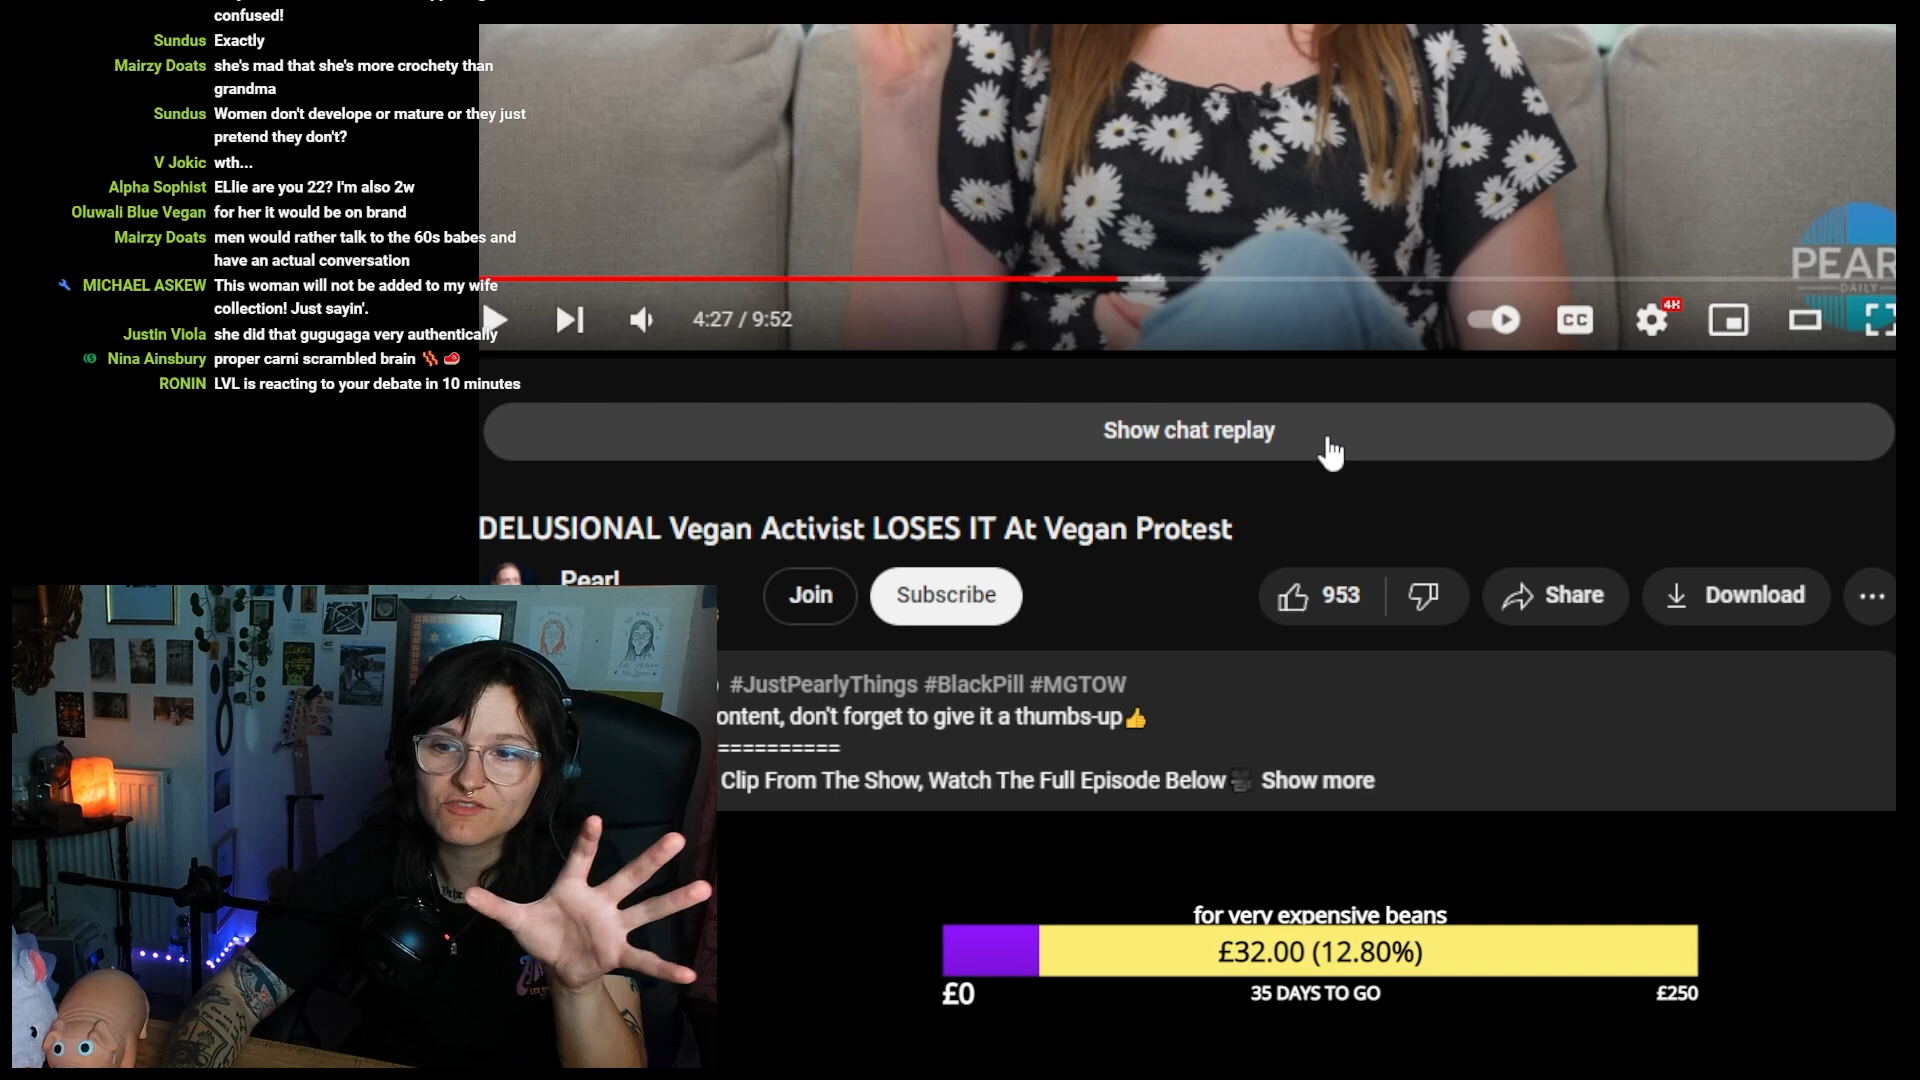 confused!
Sundus Exactly
Mairzy Doats she's mad that she's more crochety than
grandma
Sundus Women don't develope or mature or they just
pretend they don't?
V Jokic wth...
Alpha Sophist ELlie are you 22? I'm also 2w
Oluwali Blue Vegan for her it would be on brand
Mairzy Doats men would rather talk to the 60s babes and
have an actual conversation
MICHAEL ASKEW This woman will not be added to my wife
collection! Just sayin'.
Justin Viola she did that gugugaga very authentically
Nina Ainsbury proper carni scrambled brain
RONIN LVL is reacting to your debate in 10 minutes
PEAR
DAILY
4:27 / 9:52
CC
4K
Show chat replay
DELUSIONAL Vegan Activist LOSES IT At Vegan Protest
Pearl
Join
Subscribe
953
Share
Download
#JustPearlyThings #BlackPill #MGTOW
ontent, don't forget to give it a thumbs-up👍
==========
Clip From The Show, Watch The Full Episode Below🎥 Show more
for very expensive beans
£32.00 (12.80%)
£0
35 DAYS TO GO
£250